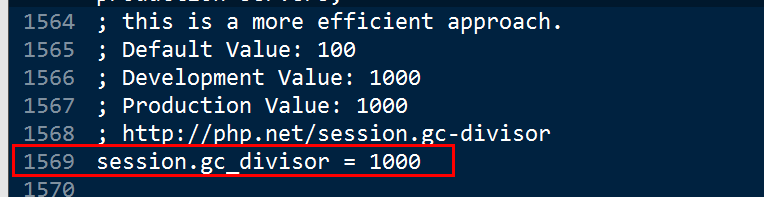 1564 ; this is a more efficient approach.
1565 ; Default Value: 100
1566 ; Development Value: 1000
1567 ; Production Value: 1000
1568 ; http://php.net/session.gc-divisor
1569 session.gc_divisor = 1000
1570